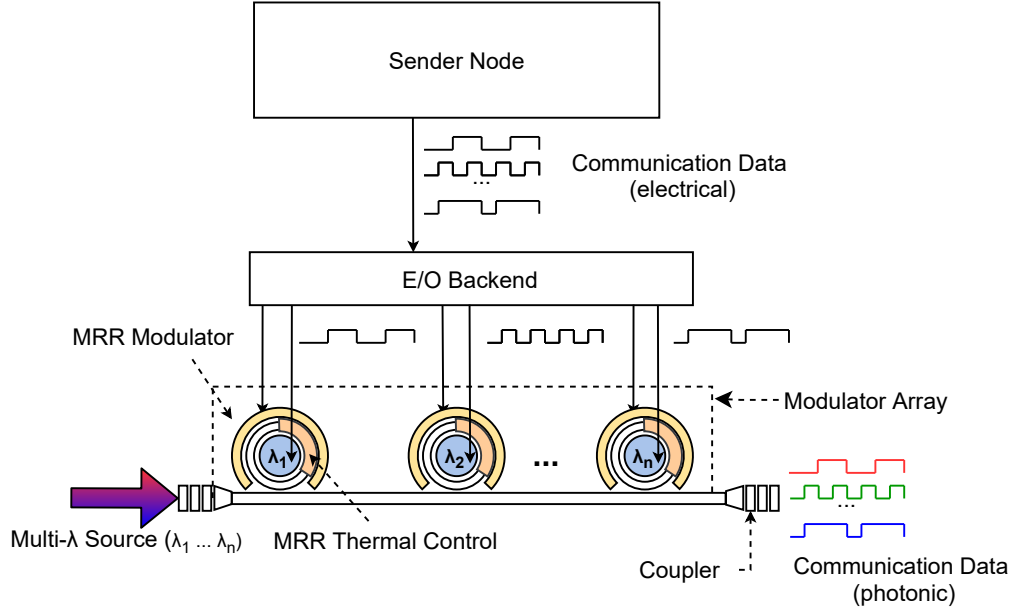 Sender Node
Communication Data
(electrical)
...
E/O Backend
MRR Modulator
Modulator Array
λ1
λ2
...
λn
...
Multi-λ Source (λ1 ... λn)
MRR Thermal Control
Coupler
Communication Data
(photonic)